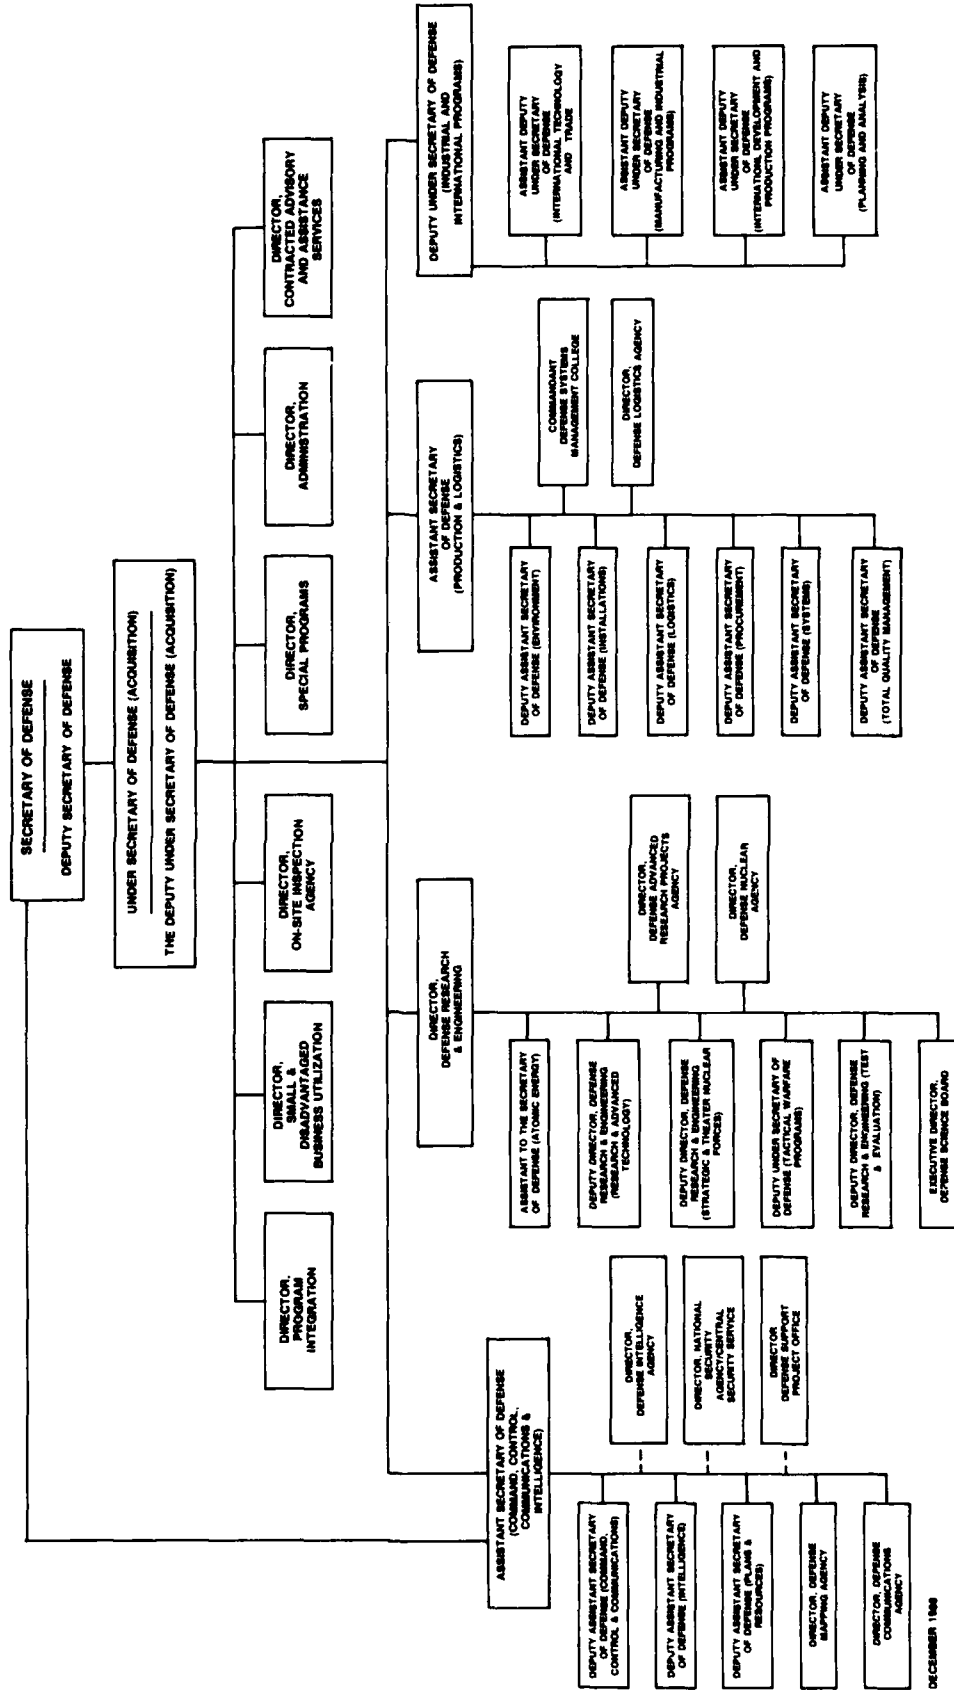 SECRETARY OF DEFENSE
DEPUTY SECRETARY OF DEFENSE
UNDER SECRETARY OF DEFENSE (ACQUISITION)
THE DEPUTY UNDER SECRETARY OF DEFENSE (ACQUISITION)
DIRECTOR,
PROGRAM
INTEGRATION
DIRECTOR,
SMALL &
DISADVANTAGED
BUSINESS UTILIZATION
DIRECTOR,
ON-SITE INSPECTION
AGENCY
DIRECTOR,
SPECIAL PROGRAMS
DIRECTOR,
ADMINISTRATION
DIRECTOR,
CONTRACTED ADVISORY
AND ASSISTANCE
SERVICES
ASSISTANT SECRETARY OF DEFENSE
(COMMAND, CONTROL,
COMMUNICATIONS &
INTELLIGENCE)
DEPUTY ASSISTANT SECRETARY
OF DEFENSE (COMMAND,
CONTROL & COMMUNICATIONS)
DEPUTY ASSISTANT SECRETARY
OF DEFENSE (INTELLIGENCE)
DEPUTY ASSISTANT SECRETARY
OF DEFENSE (PLANS &
RESOURCES)
DIRECTOR, DEFENSE
MAPPING AGENCY
DIRECTOR, DEFENSE
COMMUNICATIONS
AGENCY
DIRECTOR,
DEFENSE INTELLIGENCE
AGENCY
DIRECTOR, NATIONAL
SECURITY
AGENCY/CENTRAL
SECURITY SERVICE
DIRECTOR
DEFENSE SUPPORT
PROJECT OFFICE
DIRECTOR,
DEFENSE RESEARCH
& ENGINEERING
ASSISTANT TO THE SECRETARY
OF DEFENSE (ATOMIC ENERGY)
DEPUTY DIRECTOR, DEFENSE
RESEARCH & ENGINEERING
(RESEARCH & ADVANCED
TECHNOLOGY)
DEPUTY DIRECTOR, DEFENSE
RESEARCH & ENGINEERING
(STRATEGIC & THEATER NUCLEAR
FORCES)
DEPUTY UNDER SECRETARY OF
DEFENSE (TACTICAL WARFARE
PROGRAMS)
DEPUTY DIRECTOR, DEFENSE
RESEARCH & ENGINEERING (TEST
& EVALUATION)
EXECUTIVE DIRECTOR,
DEFENSE SCIENCE BOARD
DIRECTOR,
DEFENSE ADVANCED
RESEARCH PROJECTS
AGENCY
DIRECTOR,
DEFENSE NUCLEAR
AGENCY
ASSISTANT SECRETARY
OF DEFENSE
(PRODUCTION & LOGISTICS)
DEPUTY ASSISTANT SECRETARY
OF DEFENSE (ENVIRONMENT)
DEPUTY ASSISTANT SECRETARY
OF DEFENSE (INSTALLATIONS)
DEPUTY ASSISTANT SECRETARY
OF DEFENSE (LOGISTICS)
DEPUTY ASSISTANT SECRETARY
OF DEFENSE (PROCUREMENT)
DEPUTY ASSISTANT SECRETARY
OF DEFENSE (SYSTEMS)
DEPUTY ASSISTANT SECRETARY
OF DEFENSE
(TOTAL QUALITY MANAGEMENT)
COMMANDANT
DEFENSE SYSTEMS
MANAGEMENT COLLEGE
DIRECTOR,
DEFENSE LOGISTICS AGENCY
DEPUTY UNDER SECRETARY OF DEFENSE
(INDUSTRIAL AND
INTERNATIONAL PROGRAMS)
ASSISTANT DEPUTY
UNDER SECRETARY
OF DEFENSE
(INTERNATIONAL TECHNOLOGY
AND TRADE
ASSISTANT DEPUTY
UNDER SECRETARY
OF DEFENSE
(MANUFACTURING AND INDUSTRIAL
PROGRAMS)
ASSISTANT DEPUTY
UNDER SECRETARY
OF DEFENSE
(INTERNATIONL DEVELOPMENT AND
PRODUCTION PROGRAMS)
ASSISTANT DEPUTY
UNDER SECRETARY
OF DEFENSE
(PLANNING AND ANALYSIS)
DECEMBER